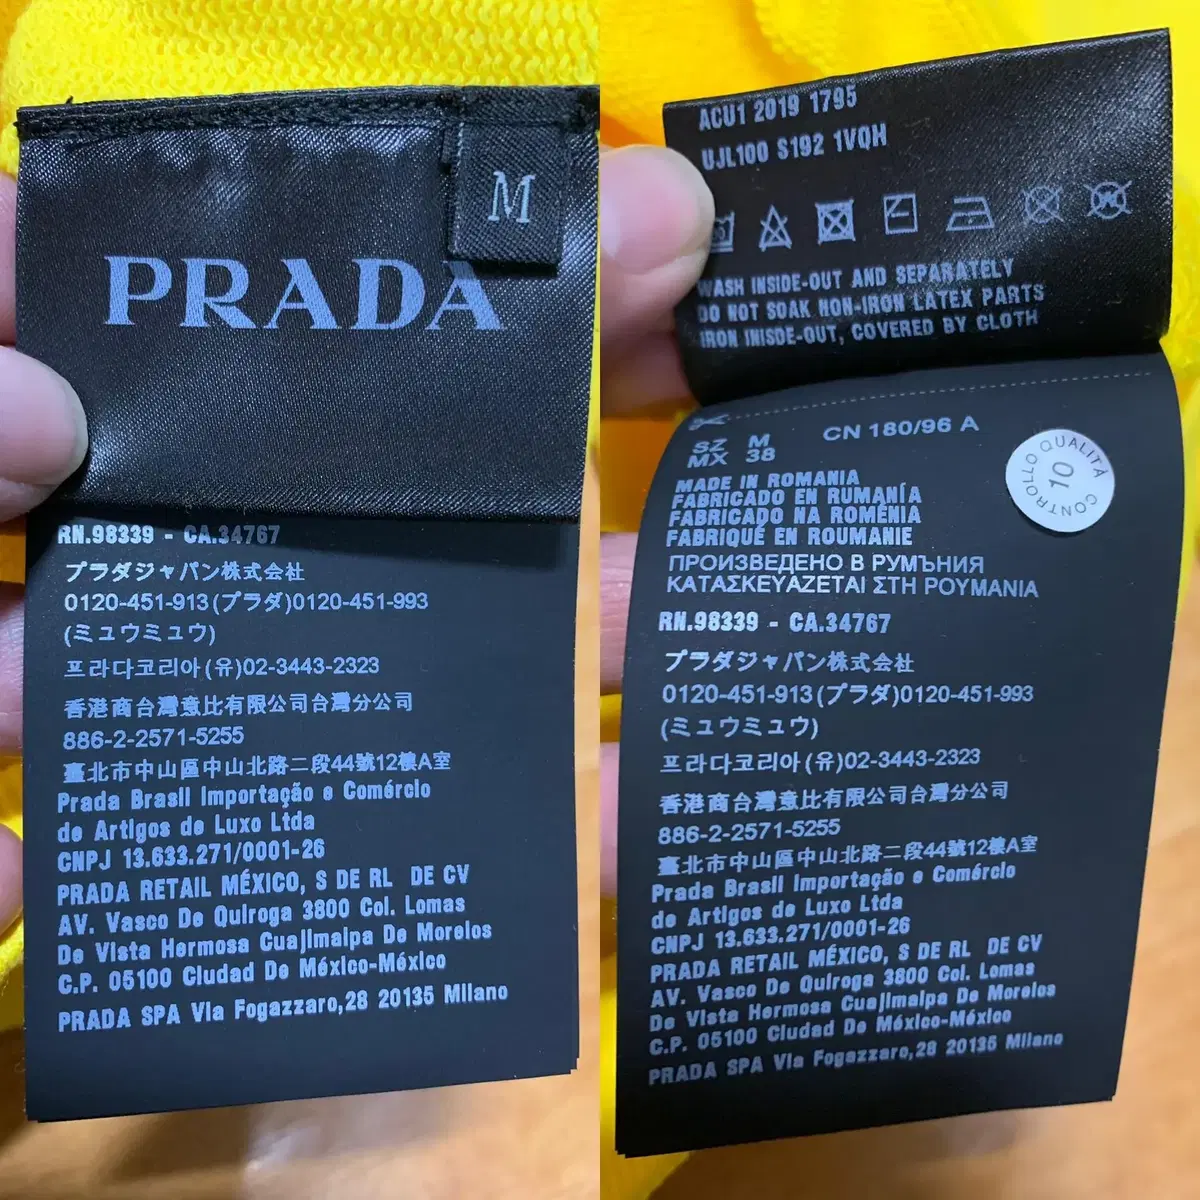 PRADA
M
RN.98339 - CA.34767
プラダジャパン株式会社
0120-451-913(プラダ)0120-451-993
(ミュウミュウ)
프라다코리아(유)02-3443-2323
香港商台灣意比有限公司台灣分公司
886-2-2571-5255
臺北市中山區中山北路二段44號12樓A室
Prada Brasil Importação e Comércio
de Artigos de Luxo Ltda
CNPJ 13.633.271/0001-26
PRADA RETAIL MÉXICO, S DE RL DE CV
AV. Vasco De Quiroga 3800 Col. Lomas
De Vista Hermosa Cuajimalpa De Morelos
C.P. 05100 Ciudad De México-México
PRADA SPA Via Fogazzaro,28 20135 Milano
ACU1 2019 1795
UJL100 S192 1VQH
WASH INSIDE-OUT AND SEPARATELY
DO NOT SOAK NON-IRON LATEX PARTS
IRON INISDE-OUT, COVERED BY CLOTH
SZ M CN 180/96 A
MX 38
CONTROLLO QUALITÀ
10
MADE IN ROMANIA
FABRICADO EN RUMANÍA
FABRICADO NA ROMÊNIA
FABRIQUÉ EN ROUMANIE
ПРОИЗВЕДЕНО В РУМЪНИЯ
ΚΑΤΑΣΚΕΥΑΖΕΤΑΙ ΣΤΗ ΡΟΥΜΑΝΙΑ
RN.98339 - CA.34767
プラダジャパン株式会社
0120-451-913(プラダ)0120-451-993
(ミュウミュウ)
프라다코리아(유)02-3443-2323
香港商台灣意比有限公司台灣分公司
886-2-2571-5255
臺北市中山區中山北路二段44號12樓A室
Prada Brasil Importação e Comércio
de Artigos de Luxo Ltda
CNPJ 13.633.271/0001-26
PRADA RETAIL MÉXICO, S DE RL DE CV
AV. Vasco De Quiroga 3800 Col. Lomas
De Vista Hermosa Cuajimalpa De Morelos
C.P. 05100 Ciudad De México-México
PRADA SPA Via Fogazzaro,28 20135 Milano